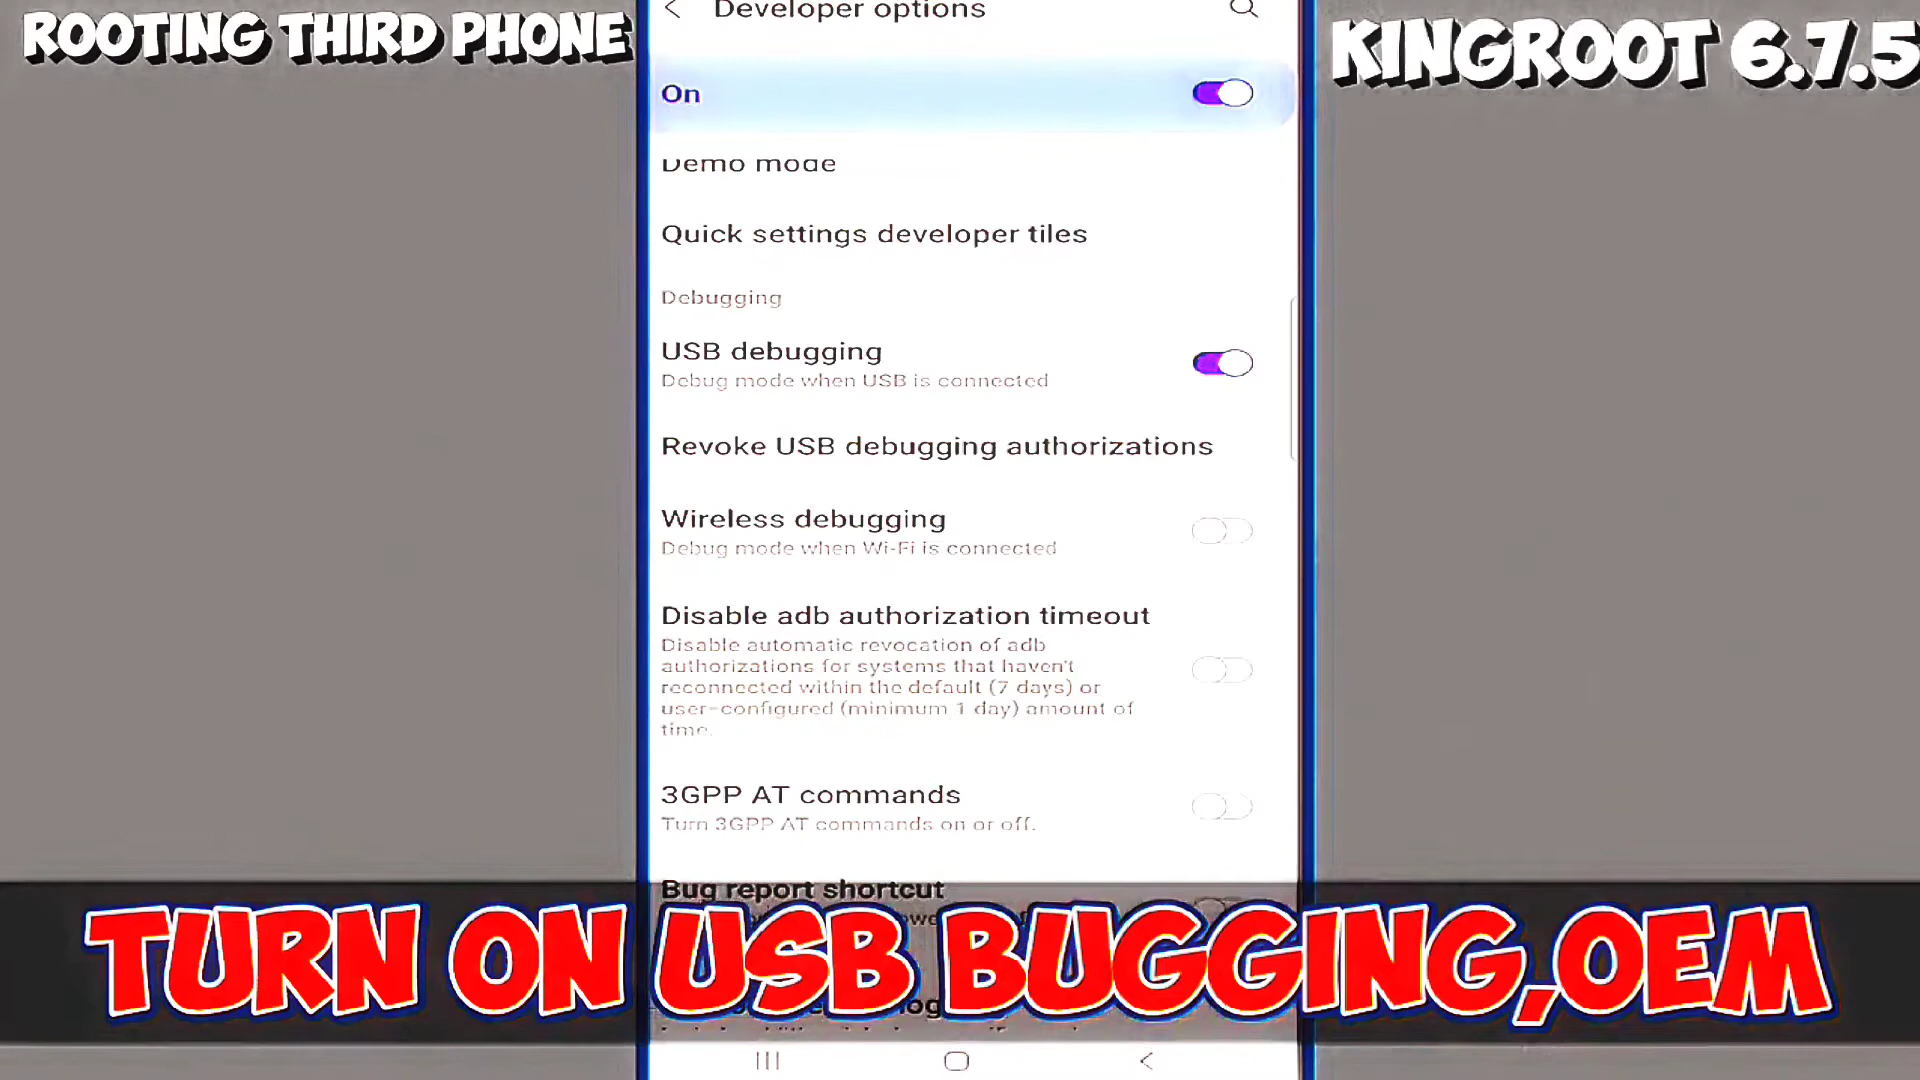 ROOTING THIRD PHONE
KINGROOT 6.7.5
Developer options
On
Demo mode
Quick settings developer tiles
Debugging
USB debugging
Debug mode when USB is connected
Revoke USB debugging authorizations
Wireless debugging
Debug mode when Wi-Fi is connected
Disable adb authorization timeout
Disable automatic revocation of adb
authorizations for systems that haven't
reconnected within the default (7 days) or
user-configured (minimum 1 day) amount of
time.
3GPP AT commands
Turn 3GPP AT commands on or off.
Bug report shortcut
TURN ON USB BUGGING,OEM